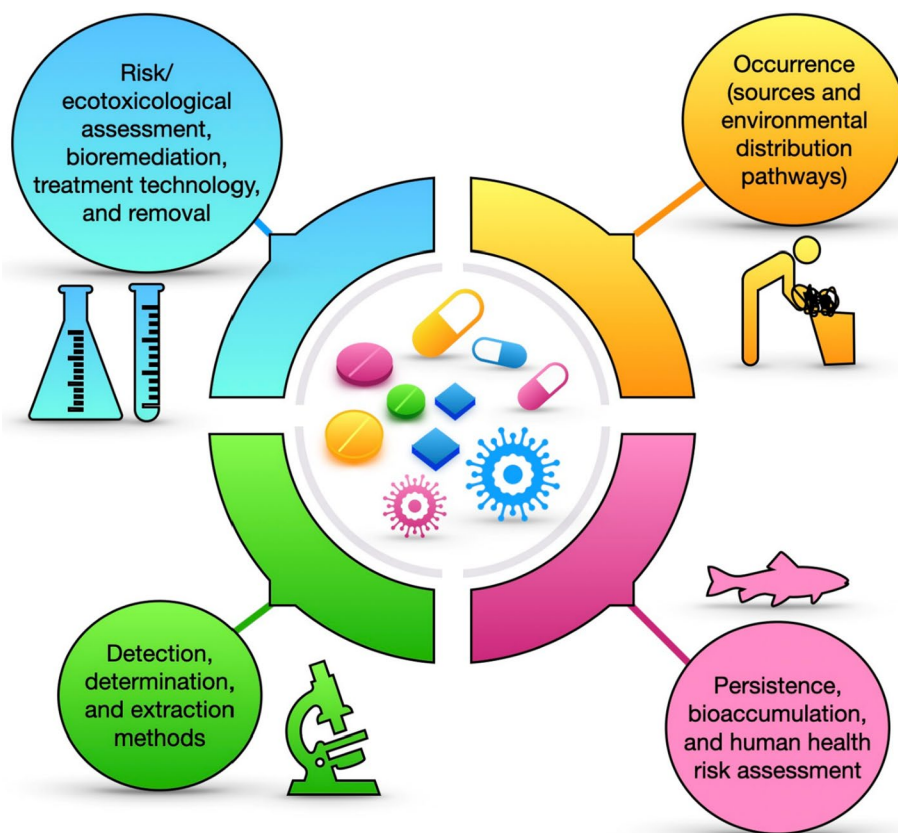 Risk/
ecotoxicological
assessment,
bioremediation,
treatment technology,
and removal
Occurrence
(sources and
environmental
distribution
pathways)
Detection,
determination,
and extraction
methods
Persistence,
bioaccumulation,
and human health
risk assessment